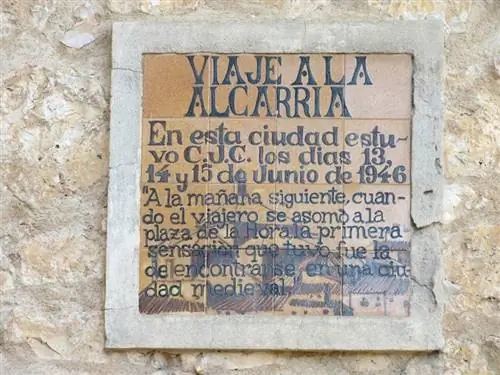 VIAJE A LA
ALCARRIA
En esta ciudad estu-
vo C.J.C. los dias 13,
14 y 15 de Junio de 1946
"A la mañana siguiente, cuan-
do el viajero se asomó a la
plaza de la Hora la primera
sensación que tuvo fue la
de encontrarse, en una ciu-
dad medieval